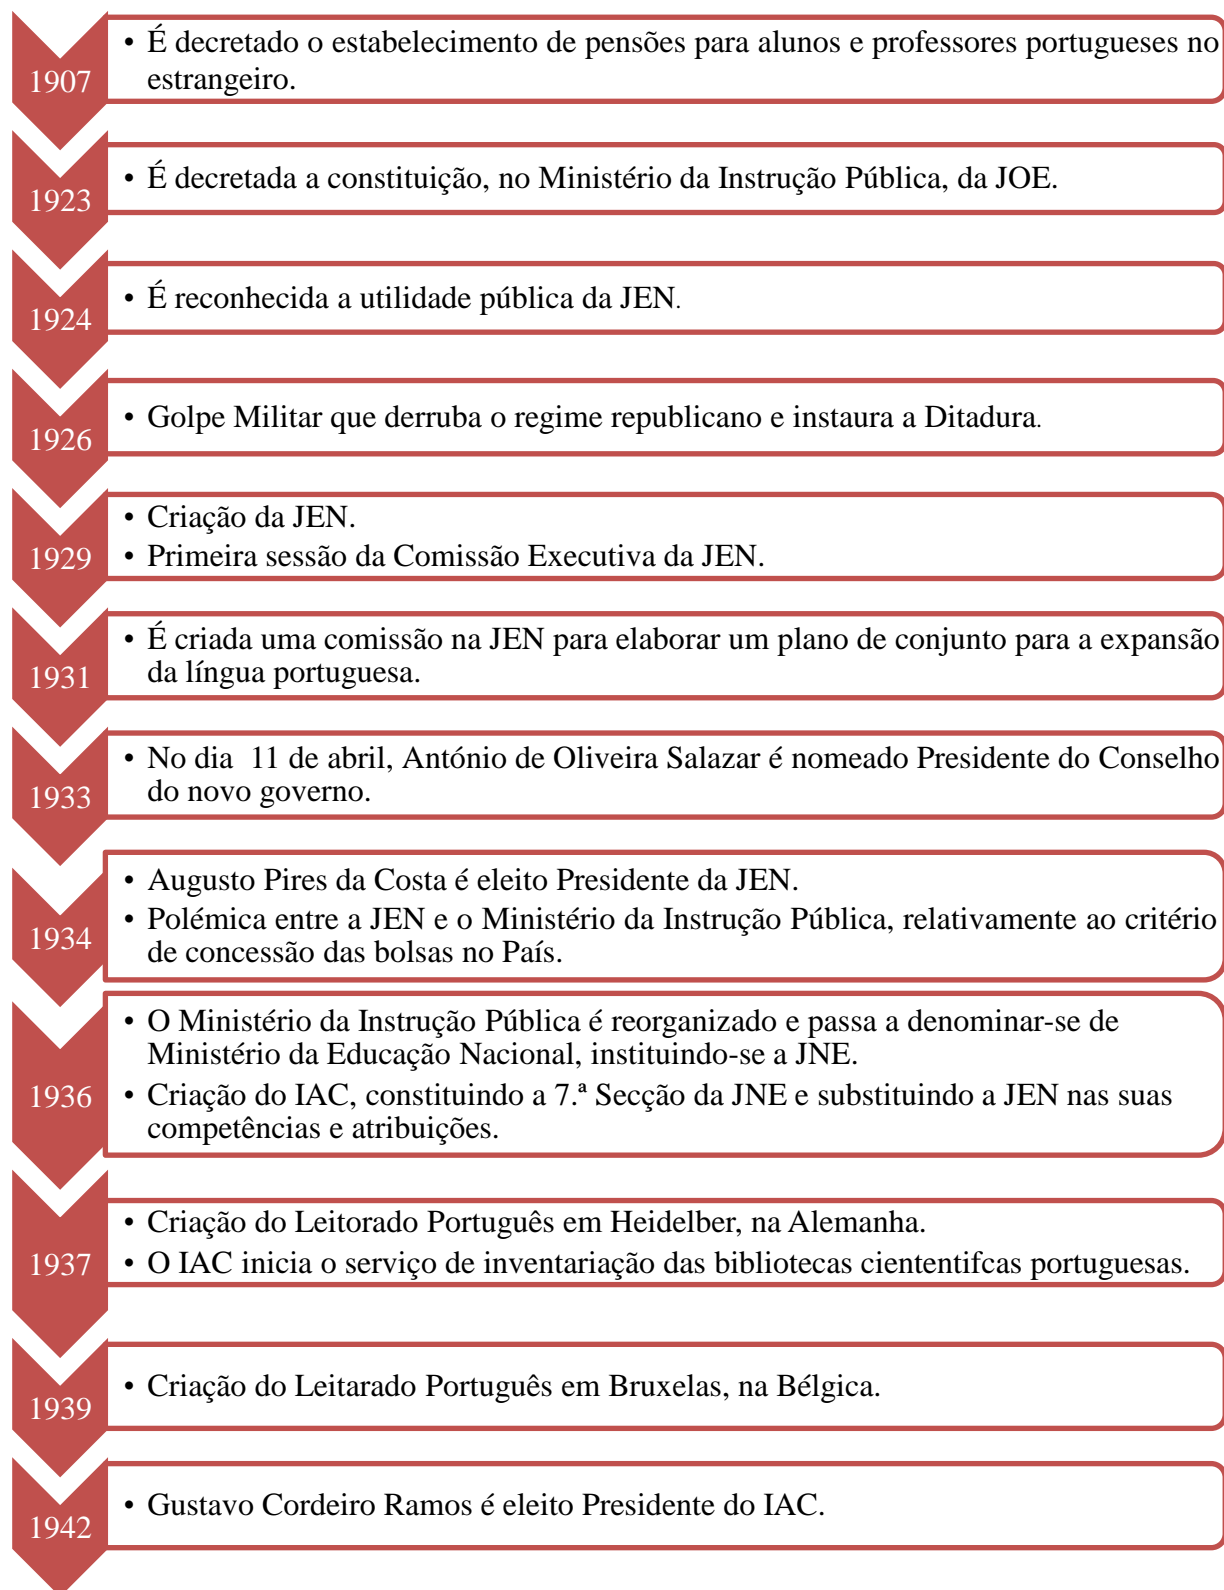 1907
• É decretado o estabelecimento de pensões para alunos e professores portugueses no
estrangeiro.
1923
• É decretada a constituição, no Ministério da Instrução Pública, da JOE.
1924
• É reconhecida a utilidade pública da JEN.
1926
• Golpe Militar que derruba o regime republicano e instaura a Ditadura.
1929
• Criação da JEN.
• Primeira sessão da Comissão Executiva da JEN.
1931
• É criada uma comissão na JEN para elaborar um plano de conjunto para a expansão
da língua portuguesa.
1933
• No dia 11 de abril, António de Oliveira Salazar é nomeado Presidente do Conselho
do novo governo.
1934
• Augusto Pires da Costa é eleito Presidente da JEN.
• Polémica entre a JEN e o Ministério da Instrução Pública, relativamente ao critério
de concessão das bolsas no País.
1936
• O Ministério da Instrução Pública é reorganizado e passa a denominar-se de
Ministério da Educação Nacional, instituindo-se a JNE.
• Criação do IAC, constituindo a 7.ª Secção da JNE e substituindo a JEN nas suas
competências e atribuições.
1937
• Criação do Leitorado Português em Heidelber, na Alemanha.
• O IAC inicia o serviço de inventariação das bibliotecas ciententifcas portuguesas.
1939
• Criação do Leitarado Português em Bruxelas, na Bélgica.
1942
• Gustavo Cordeiro Ramos é eleito Presidente do IAC.